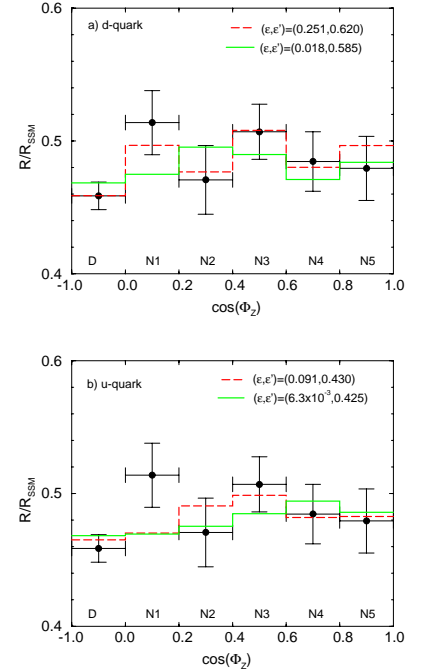 0.6
a) d-quark
(ε,ε')=(0.251,0.620)
(ε,ε')=(0.018,0.585)
R/R_SSM
0.5
0.4
D N1 N2 N3 N4 N5
-1.0 0.0 0.2 0.4 0.6 0.8 1.0
cos(Φ_Z)
0.6
b) u-quark
(ε,ε')=(0.091,0.430)
(ε,ε')=(6.3x10⁻³,0.425)
R/R_SSM
0.5
0.4
D N1 N2 N3 N4 N5
-1.0 0.0 0.2 0.4 0.6 0.8 1.0
cos(Φ_Z)